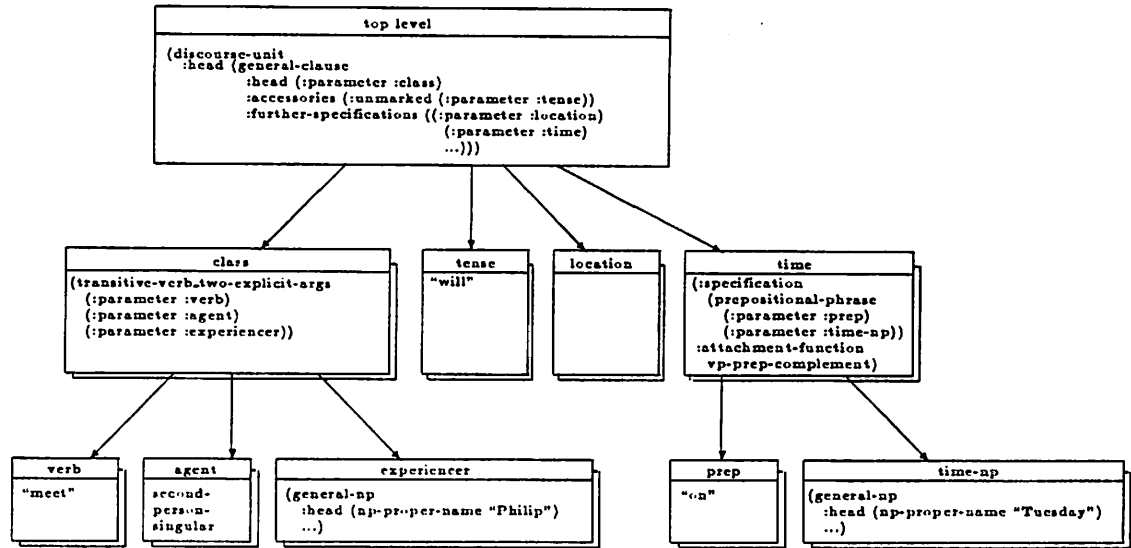 top level
(discourse-unit
:head (general-clause
:head (:parameter :class)
:accessories (:unmarked (:parameter :tense))
:further-specifications ((:parameter :location)
(:parameter :time)
...)))
class
(transitive-verb_two-explicit-args
(:parameter :verb)
(:parameter :agent)
(:parameter :experiencer))
tense
“will”
location
time
(:specification
(prepositional-phrase
(:parameter :prep)
(:parameter :time-np))
:attachment-function
vp-prep-complement)
verb
“meet”
agent
second-
person-
singular
experiencer
(general-np
:head (np-proper-name “Philip”)
...)
prep
“on”
time-np
(general-np
:head (np-proper-name “Tuesday”)
...)